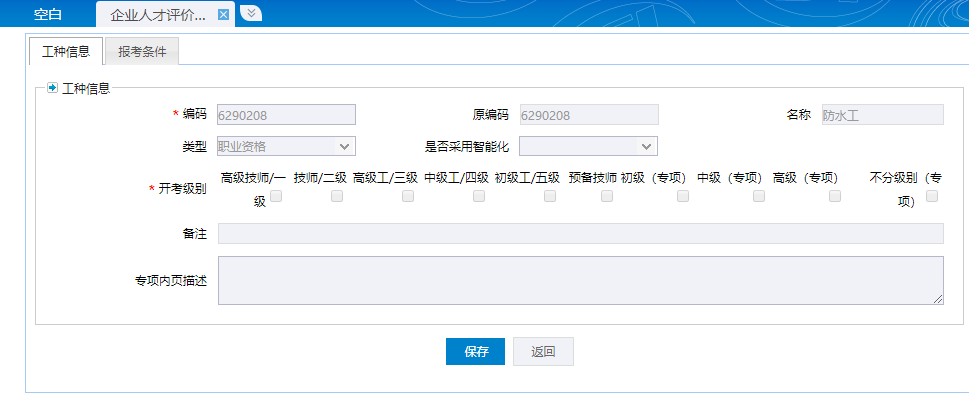 空白 企业人才评价...
工种信息 报考条件
工种信息
* 编码 6290208 原编码 6290208 名称 防水工
类型 职业资格 是否采用智能化
* 开考级别 高级技师/一级 技师/二级 高级工/三级 中级工/四级 初级工/五级 预备技师 初级（专项） 中级（专项） 高级（专项） 不分级别（专项）
备注
专项内页描述
保存 返回